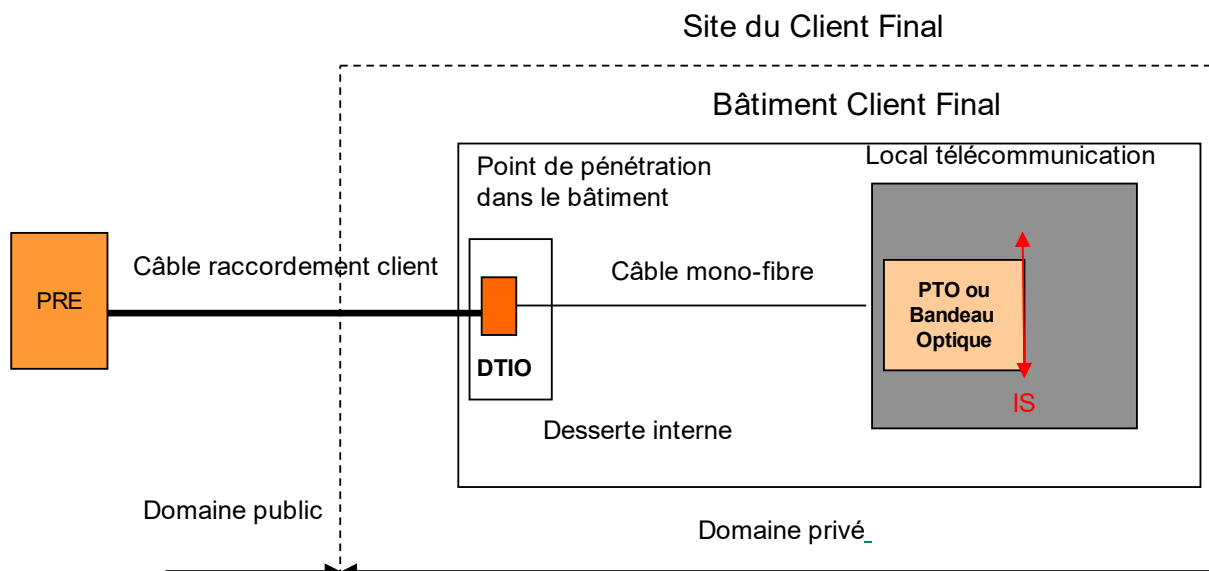 Site du Client Final
Bâtiment Client Final
Point de pénétration
dans le bâtiment
Local télécommunication
Câble raccordement client
Câble mono-fibre
PRE
PTO ou
Bandeau
Optique
DTIO
IS
Desserte interne
Domaine public
Domaine privé